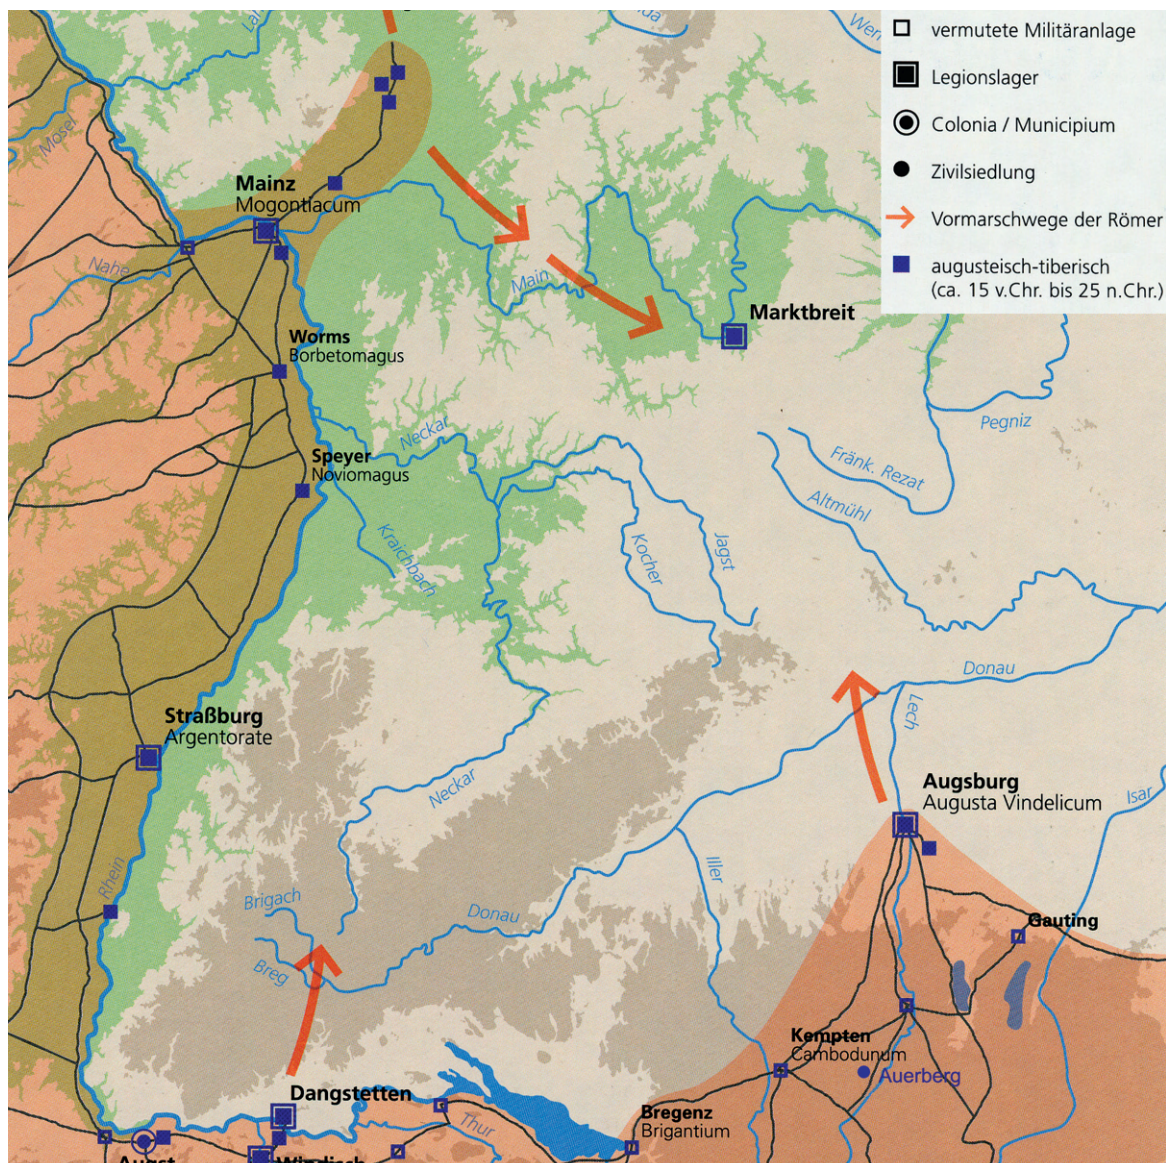 vermutete Militäranlage
Legionslager
Colonia / Municipium
Zivilsiedlung
Vormarschwege der Römer
augusteisch-tiberisch
(ca. 15 v.Chr. bis 25 n.Chr.)
Mosel
Mainz
Mogontiacum
Nahe
Main
Marktbreit
Worms
Borbetomagus
Neckar
Pegniz
Speyer
Noviomagus
Fränk. Rezat
Altmühl
Kraichbach
Kocher
Jagst
Donau
Lech
Straßburg
Argentorate
Neckar
Augsburg
Augusta Vindelicum
Isar
Iller
Rhein
Brigach
Donau
Breg
Gauting
Kempten
Cambodunum
Auerberg
Dangstetten
Bregenz
Brigantium
Thur
Augst
Windisch